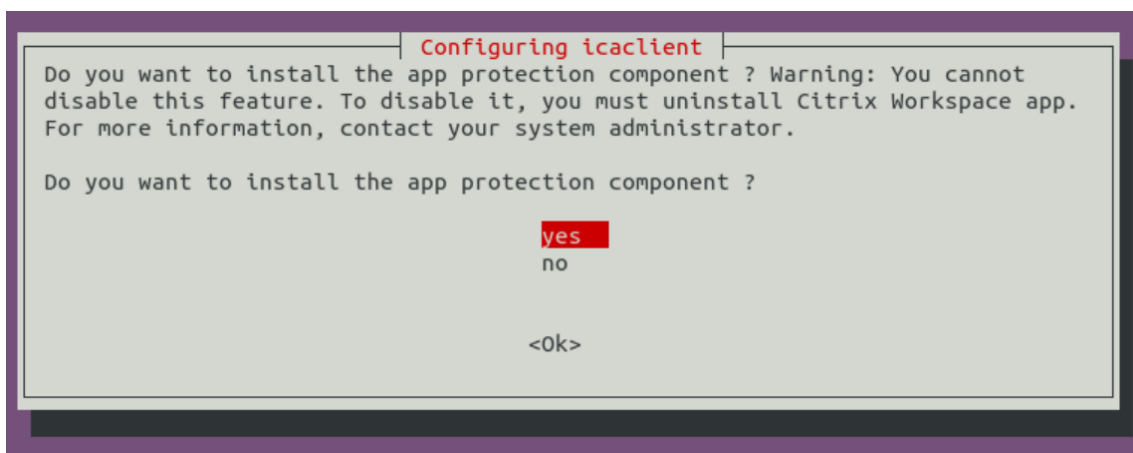 Configuring icaclient
Do you want to install the app protection component ? Warning: You cannot
disable this feature. To disable it, you must uninstall Citrix Workspace app.
For more information, contact your system administrator.
Do you want to install the app protection component ?
yes
no
<Ok>